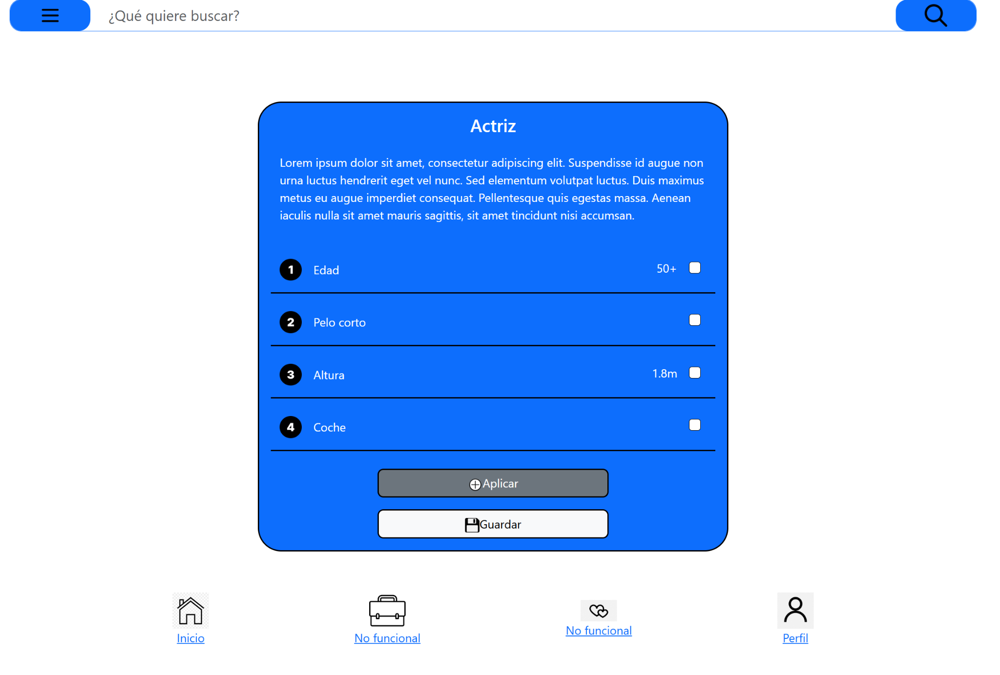 ¿Qué quiere buscar?
Actriz
Lorem ipsum dolor sit amet, consectetur adipiscing elit. Suspendisse id augue non
urna luctus hendrerit eget vel nunc. Sed elementum volutpat luctus. Duis maximus
metus eu augue imperdiet consequat. Pellentesque quis egestas massa. Aenean
iaculis nulla sit amet mauris sagittis, sit amet tincidunt nisi accumsan.
1 Edad 50+
2 Pelo corto
3 Altura 1.8m
4 Coche
Aplicar
Guardar
Inicio No funcional No funcional Perfil